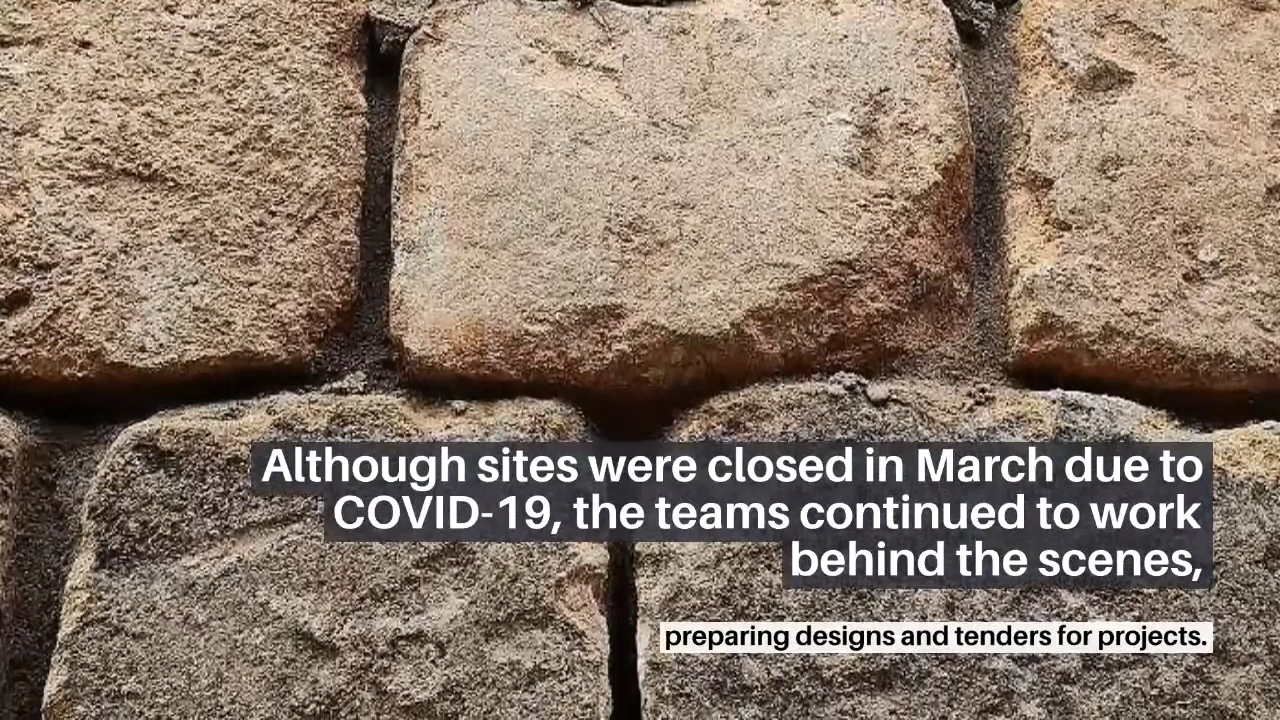 Although sites were closed in March due to
COVID-19, the teams continued to work
behind the scenes,
preparing designs and tenders for projects.